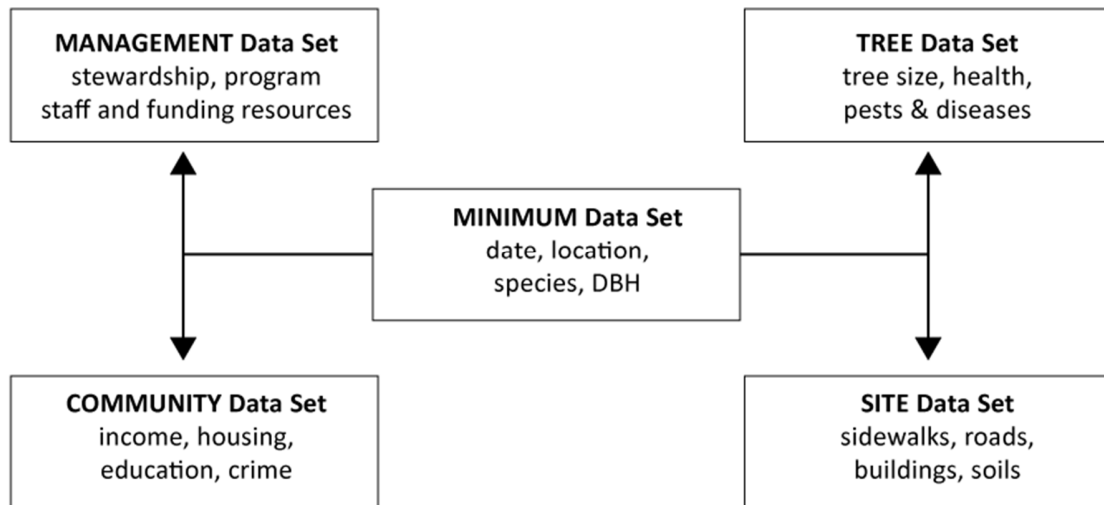 MANAGEMENT Data Set
stewardship, program
staff and funding resources
TREE Data Set
tree size, health,
pests & diseases
MINIMUM Data Set
date, location,
species, DBH
COMMUNITY Data Set
income, housing,
education, crime
SITE Data Set
sidewalks, roads,
buildings, soils